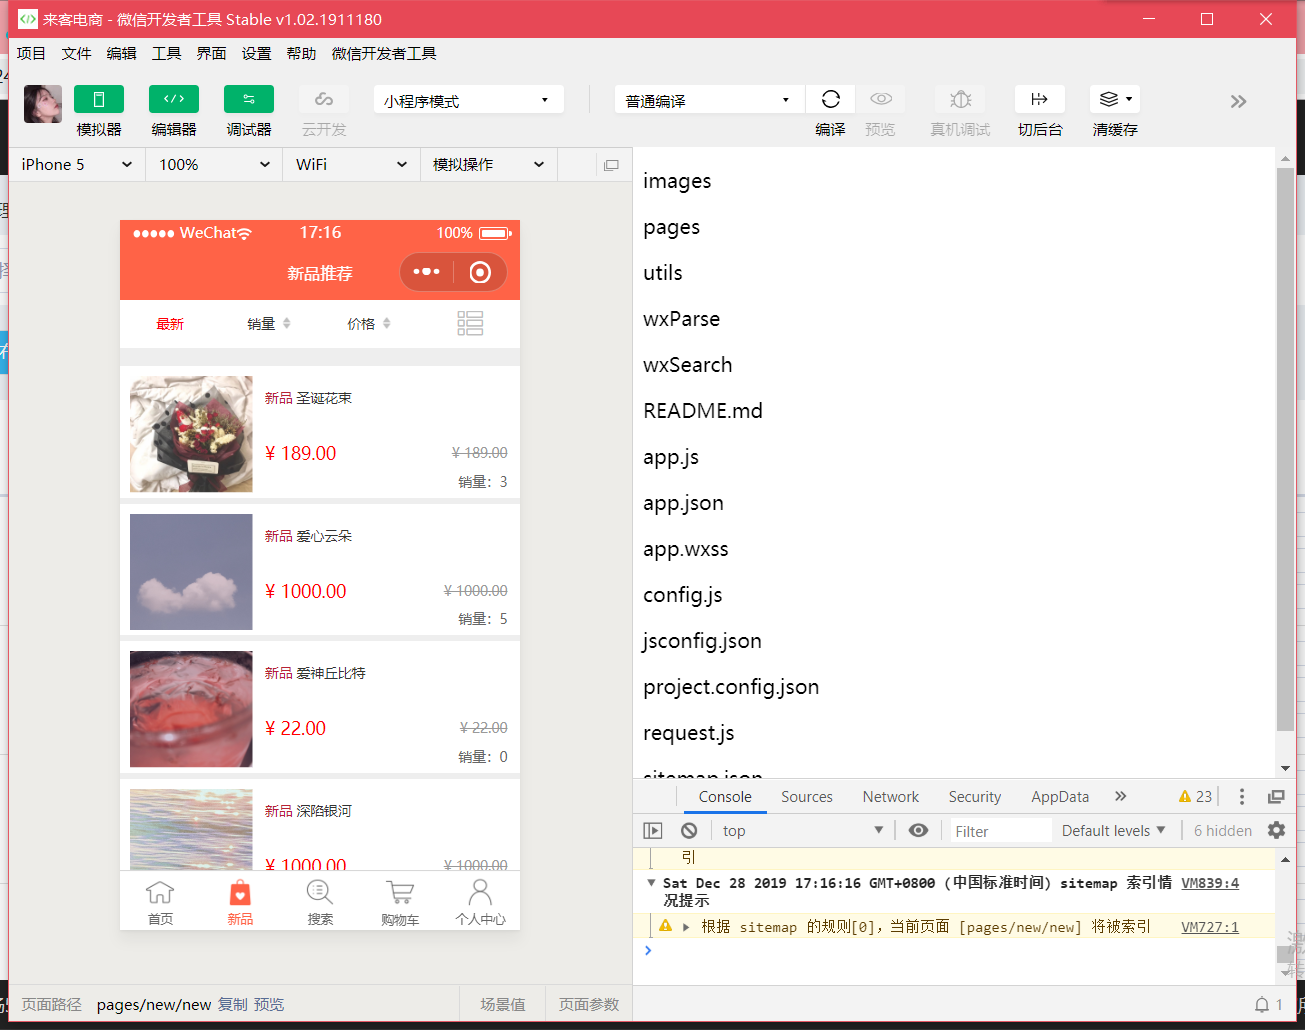 来客电商 - 微信开发者工具 Stable v1.02.1911180
项目 文件 编辑 工具 界面 设置 帮助 微信开发者工具
小程序模式
普通编译
模拟器 编辑器 调试器 云开发 编译 预览 真机调试 切后台 清缓存
iPhone 5 100% WiFi 模拟操作
WeChat 17:16 100%
新品推荐
最新 销量 价格
新品 圣诞花束
¥ 189.00 ¥ 189.00
销量：3
新品 爱心云朵
¥ 1000.00 ¥ 1000.00
销量：5
新品 爱神丘比特
¥ 22.00 ¥ 22.00
销量：0
新品 深陷银河
¥ 1000.00 ¥ 1000.00
首页 新品 搜索 购物车 个人中心
页面路径 pages/new/new 复制 预览 场景值 页面参数
images
pages
utils
wxParse
wxSearch
README.md
app.js
app.json
app.wxss
config.js
jsconfig.json
project.config.json
request.js
sitemap.json
Console Sources Network Security AppData 23
top Filter Default levels 6 hidden
引
Sat Dec 28 2019 17:16:16 GMT+0800 (中国标准时间) sitemap 索引情 VM839:4
况提示
根据 sitemap 的规则[0]，当前页面 [pages/new/new] 将被索引 VM727:1
1